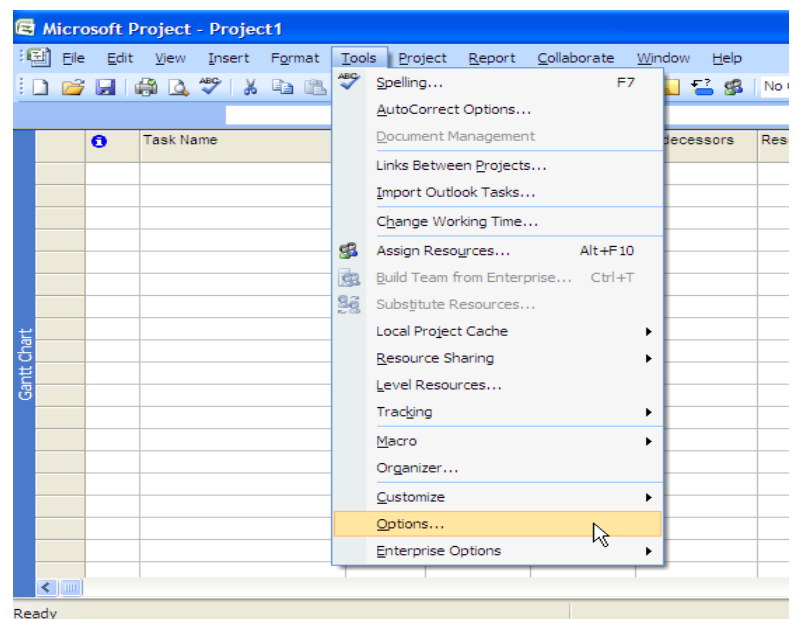 Microsoft Project - Project1
File Edit View Insert Format Tools Project Report Collaborate Window Help
ABC ABC No
Task Name decessors Res
Spelling... F7
AutoCorrect Options...
Document Management
Links Between Projects...
Import Outlook Tasks...
Change Working Time...
Assign Resources... Alt+F10
Build Team from Enterprise... Ctrl+T
Substitute Resources...
Local Project Cache
Resource Sharing
Level Resources...
Tracking
Macro
Organizer...
Customize
Options...
Enterprise Options
Gantt Chart
Ready